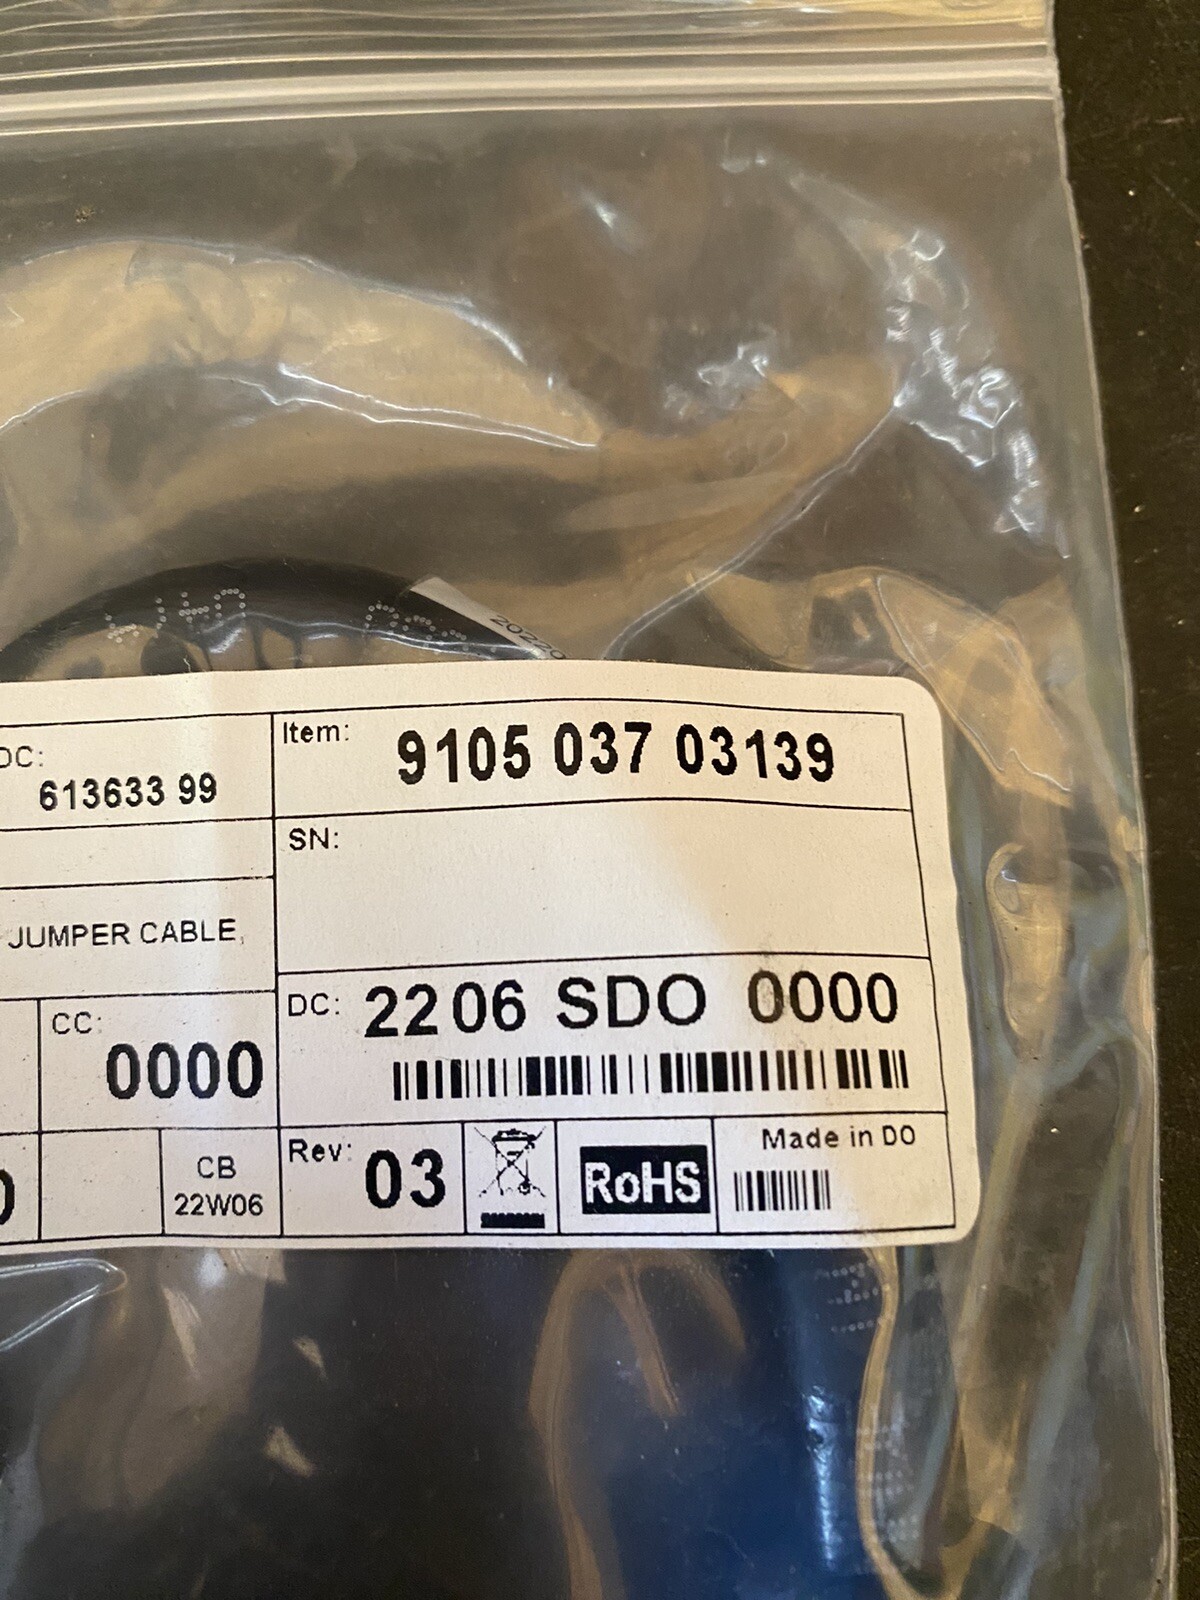 20220
DC:
613633 99
Item:
9105 037 03139
SN:
JUMPER CABLE,
DC: 2206 SDO 0000
CC:
0000
CB
22W06
Rev: 03
RoHS
Made in DO